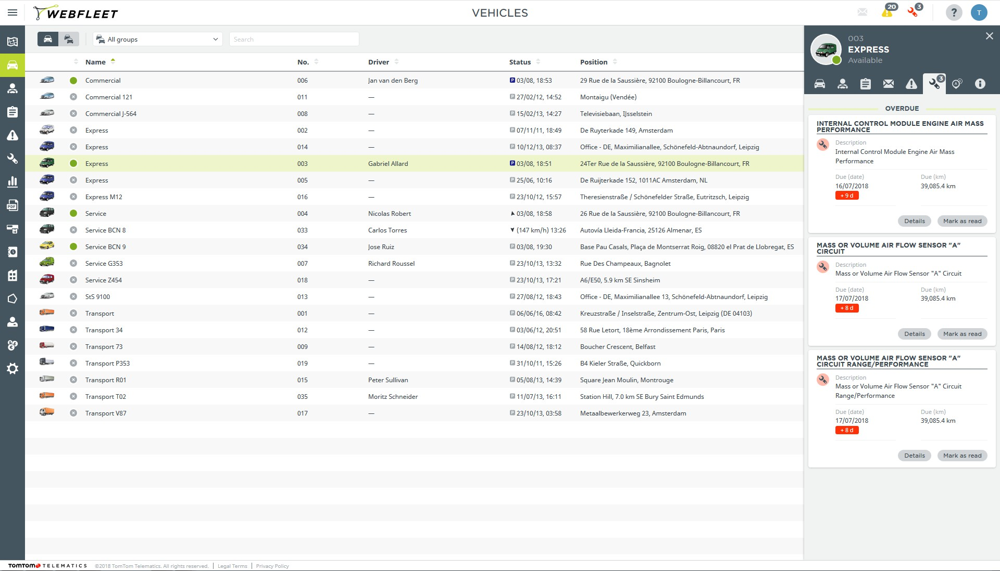 WEBFLEET
VEHICLES
20
3
?
T
All groups
Search
Name No. Driver Status Position
Commercial 006 Jan van den Berg P 03/08, 18:53 29 Rue de la Saussière, 92100 Boulogne-Billancourt, FR
Commercial 121 011 — P 27/02/12, 14:52 Montaigu (Vendée)
Commercial J-564 008 — P 15/02/13, 14:27 Televisiebaan, IJsselstein
Express 002 — P 07/11/11, 18:49 De Ruyterkade 149, Amsterdam
Express 014 — P 10/12/13, 08:37 Office - DE, Maximilianallee, Schönefeld-Abtnaundorf, Leipzig
Express 003 Gabriel Allard P 03/08, 18:51 24Ter Rue de la Saussière, 92100 Boulogne-Billancourt, FR
Express 005 — P 25/06, 10:16 De Ruijterkade 152, 1011AC Amsterdam, NL
Express M12 016 — P 23/10/12, 15:57 Theresienstraße / Schönefelder Straße, Eutritzsch, Leipzig
Service 004 Nicolas Robert 03/08, 18:58 26 Rue de la Saussière, 92100 Boulogne-Billancourt, FR
Service BCN 8 033 Carlos Torres (147 km/h) 13:26 Autovía Lleida-Francia, 25126 Almenar, ES
Service BCN 9 034 Jose Ruiz P 03/08, 19:30 Base Pau Casals, Plaça de Montserrat Roig, 08820 el Prat de Llobregat, ES
Service G353 007 Richard Roussel P 23/10/13, 13:32 Rue Des Champeaux, Bagnolet
Service Z454 018 — P 23/10/13, 17:21 A6/E50, 5.9 km SE Sinsheim
StS 9100 013 — P 27/08/12, 18:43 Office - DE, Maximilianallee 13, Schönefeld-Abtnaundorf, Leipzig
Transport 001 — P 06/06/16, 08:42 Kreuzstraße / Inselstraße, Zentrum-Ost, Leipzig (DE 04103)
Transport 34 012 — P 03/06/12, 20:51 58 Rue Letort, 18ème Arrondissement Paris, Paris
Transport 73 009 — P 14/08/12, 18:12 Boucher Crescent, Belfast
Transport P353 019 — P 31/10/11, 15:26 B4 Kieler Straße, Quickborn
Transport R01 015 Peter Sullivan P 05/08/13, 14:39 Square Jean Moulin, Montrouge
Transport T02 035 Moritz Schneider P 11/07/13, 16:11 Station Hill, 7.0 km SE Bury Saint Edmunds
Transport V87 017 — P 23/10/13, 03:58 Metaalbewerkerweg 23, Amsterdam
003
EXPRESS
Available
3
A
OVERDUE
INTERNAL CONTROL MODULE ENGINE AIR MASS
PERFORMANCE
Description
Internal Control Module Engine Air Mass
Performance
Due (date) Due (km)
16/07/2018 39,085.4 km
+ 9 d
Details Mark as read
MASS OR VOLUME AIR FLOW SENSOR "A"
CIRCUIT
Description
Mass or Volume Air Flow Sensor "A" Circuit
Due (date) Due (km)
17/07/2018 39,085.4 km
+ 8 d
Details Mark as read
MASS OR VOLUME AIR FLOW SENSOR "A"
CIRCUIT RANGE/PERFORMANCE
Description
Mass or Volume Air Flow Sensor "A" Circuit
Range/Performance
Due (date) Due (km)
17/07/2018 39,085.4 km
+ 8 d
Details Mark as read
PDF
TOMTOM TELEMATICS ©2018 TomTom Telematics. All rights reserved. | Legal Terms | Privacy Policy